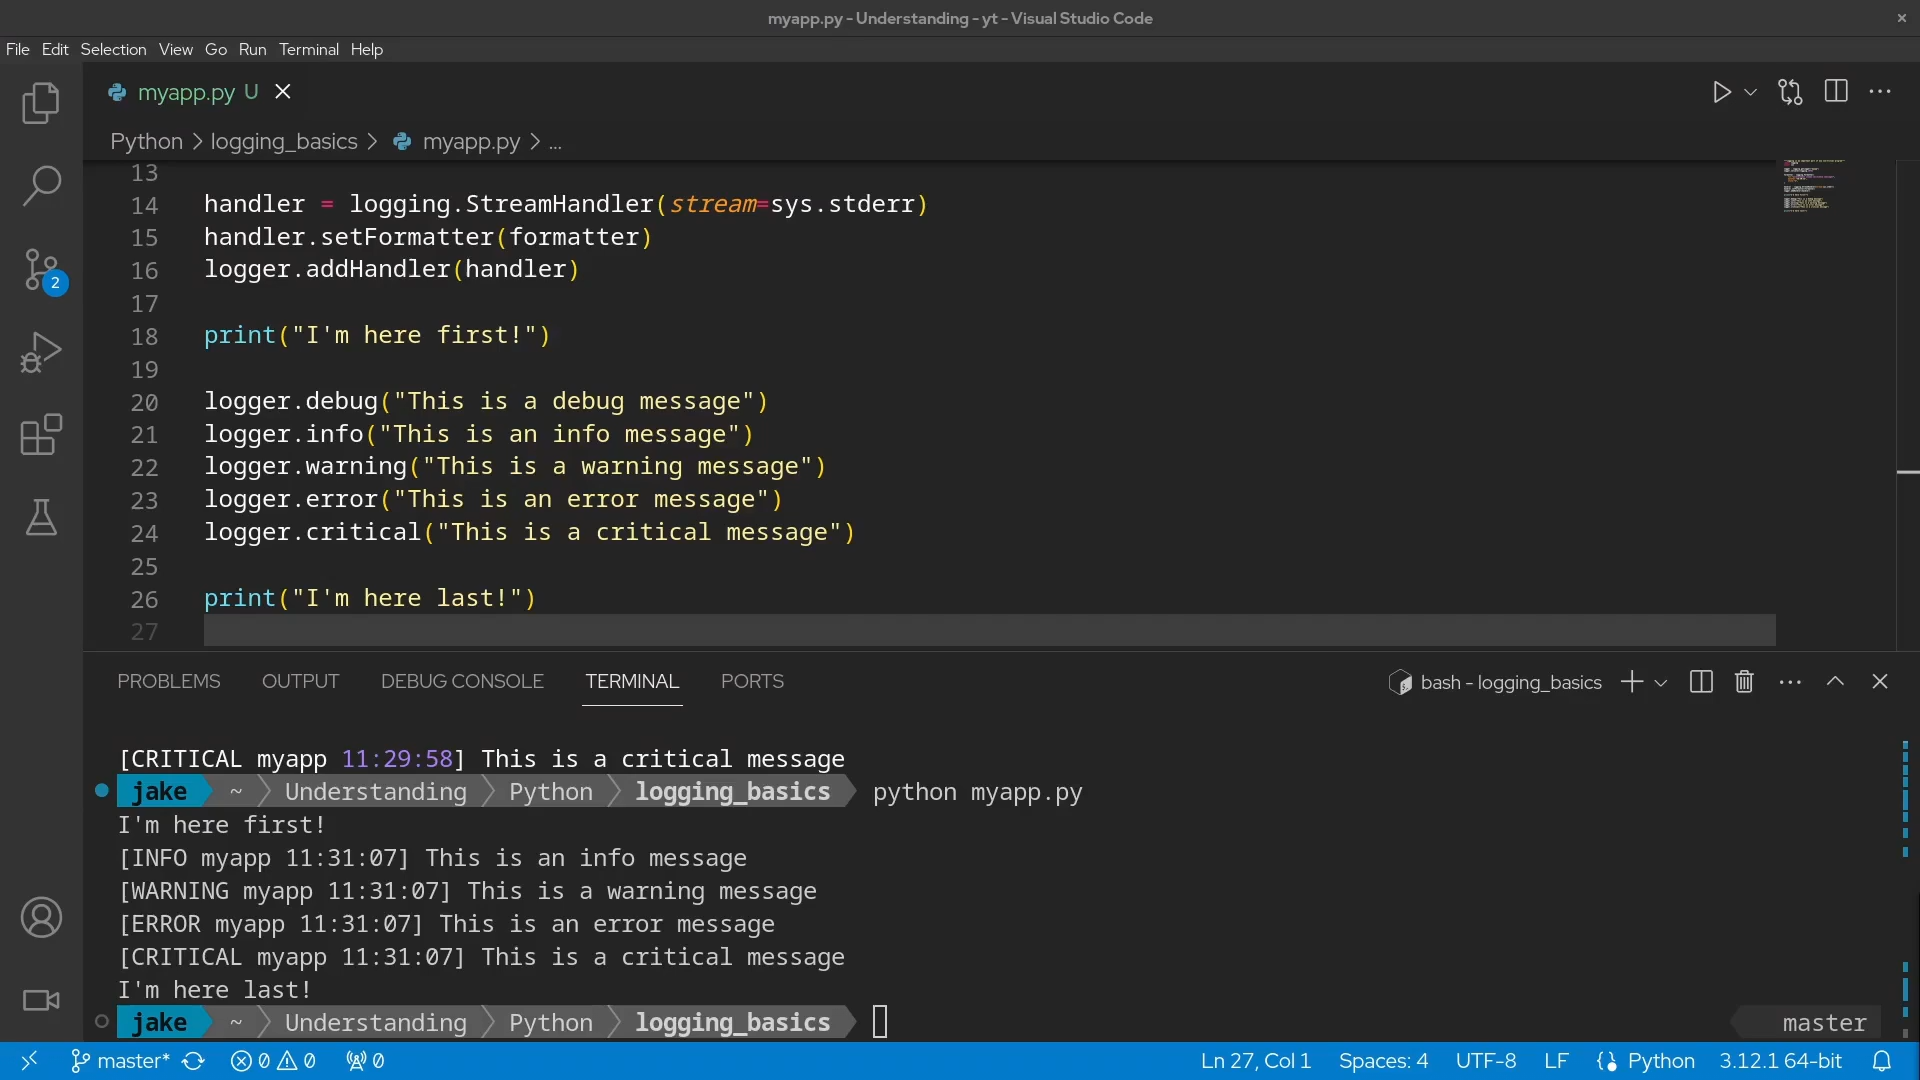 myapp.py - Understanding - yt - Visual Studio Code
File Edit Selection View Go Run Terminal Help
myapp.py U
Python > logging_basics > myapp.py > ...
13
14 handler = logging.StreamHandler(stream=sys.stderr)
15 handler.setFormatter(formatter)
16 logger.addHandler(handler)
17
18 print("I'm here first!")
19
20 logger.debug("This is a debug message")
21 logger.info("This is an info message")
22 logger.warning("This is a warning message")
23 logger.error("This is an error message")
24 logger.critical("This is a critical message")
25
26 print("I'm here last!")
27
2
PROBLEMS OUTPUT DEBUG CONSOLE TERMINAL PORTS bash - logging_basics
[CRITICAL myapp 11:29:58] This is a critical message
jake ~ Understanding Python logging_basics python myapp.py
I'm here first!
[INFO myapp 11:31:07] This is an info message
[WARNING myapp 11:31:07] This is a warning message
[ERROR myapp 11:31:07] This is an error message
[CRITICAL myapp 11:31:07] This is a critical message
I'm here last!
jake ~ Understanding Python logging_basics master
master* 0 0 0 Ln 27, Col 1 Spaces: 4 UTF-8 LF Python 3.12.1 64-bit